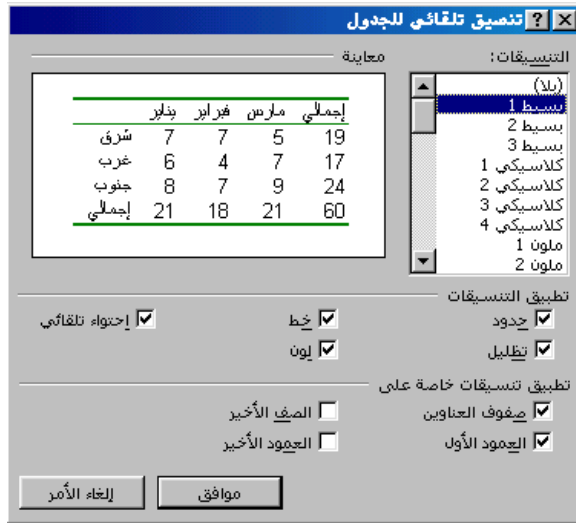 تنسيق تلقائي للجدول
التنسيقات:
(بلا)
بسيط 1
بسيط 2
بسيط 3
كلاسيكي 1
كلاسيكي 2
كلاسيكي 3
كلاسيكي 4
ملون 1
ملون 2
معاينة
يناير فبراير مارس إجمالي
شرق 7 7 5 19
غرب 6 4 7 17
جنوب 8 7 9 24
إجمالي 21 18 21 60
تطبيق التنسيقات
حدود خط إحتواء تلقائي
تظليل لون
تطبيق تنسيقات خاصة على
صفوف العناوين الصف الأخير
العمود الأول العمود الأخير
موافق إلغاء الأمر